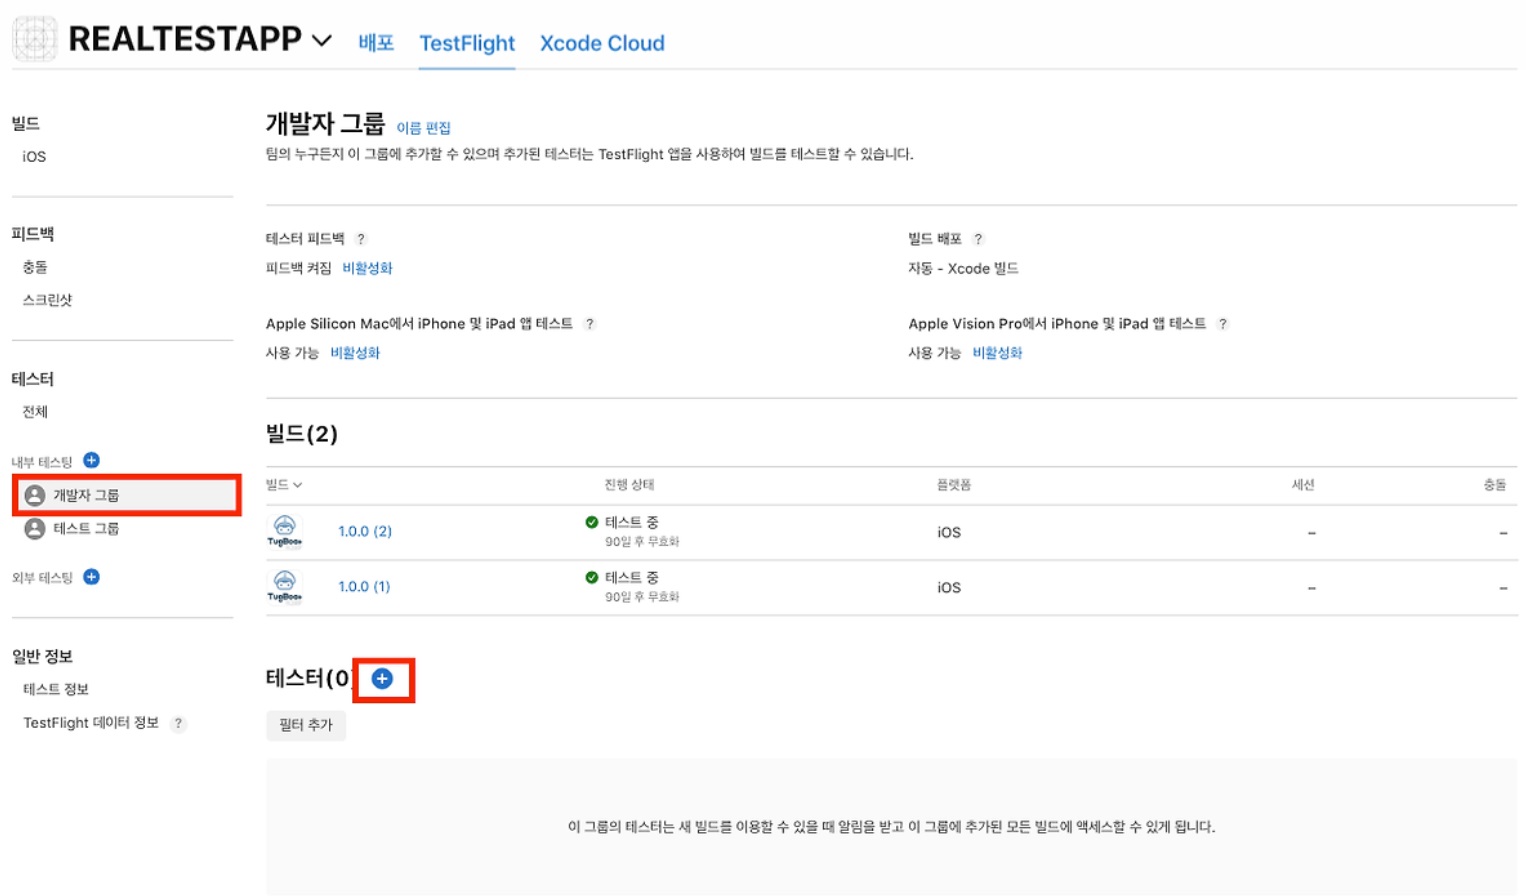 REALTESTAPP 배포 TestFlight Xcode Cloud
빌드
iOS
피드백
충돌
스크린샷
테스터
전체
내부 테스팅
개발자 그룹
테스트 그룹
외부 테스팅
일반 정보
테스트 정보
TestFlight 데이터 정보 ?
개발자 그룹 이름 편집
팀의 누구든지 이 그룹에 추가할 수 있으며 추가된 테스터는 TestFlight 앱을 사용하여 빌드를 테스트할 수 있습니다.
테스터 피드백 ?
피드백 켜짐 비활성화
빌드 배포 ?
자동 - Xcode 빌드
Apple Silicon Mac에서 iPhone 및 iPad 앱 테스트 ?
사용 가능 비활성화
Apple Vision Pro에서 iPhone 및 iPad 앱 테스트 ?
사용 가능 비활성화
빌드(2)
빌드 진행 상태 플랫폼 세션 충돌
1.0.0 (2) 테스트 중 iOS – –
90일 후 무효화
1.0.0 (1) 테스트 중 iOS – –
90일 후 무효화
테스터(0)
필터 추가
이 그룹의 테스터는 새 빌드를 이용할 수 있을 때 알림을 받고 이 그룹에 추가된 모든 빌드에 액세스할 수 있게 됩니다.